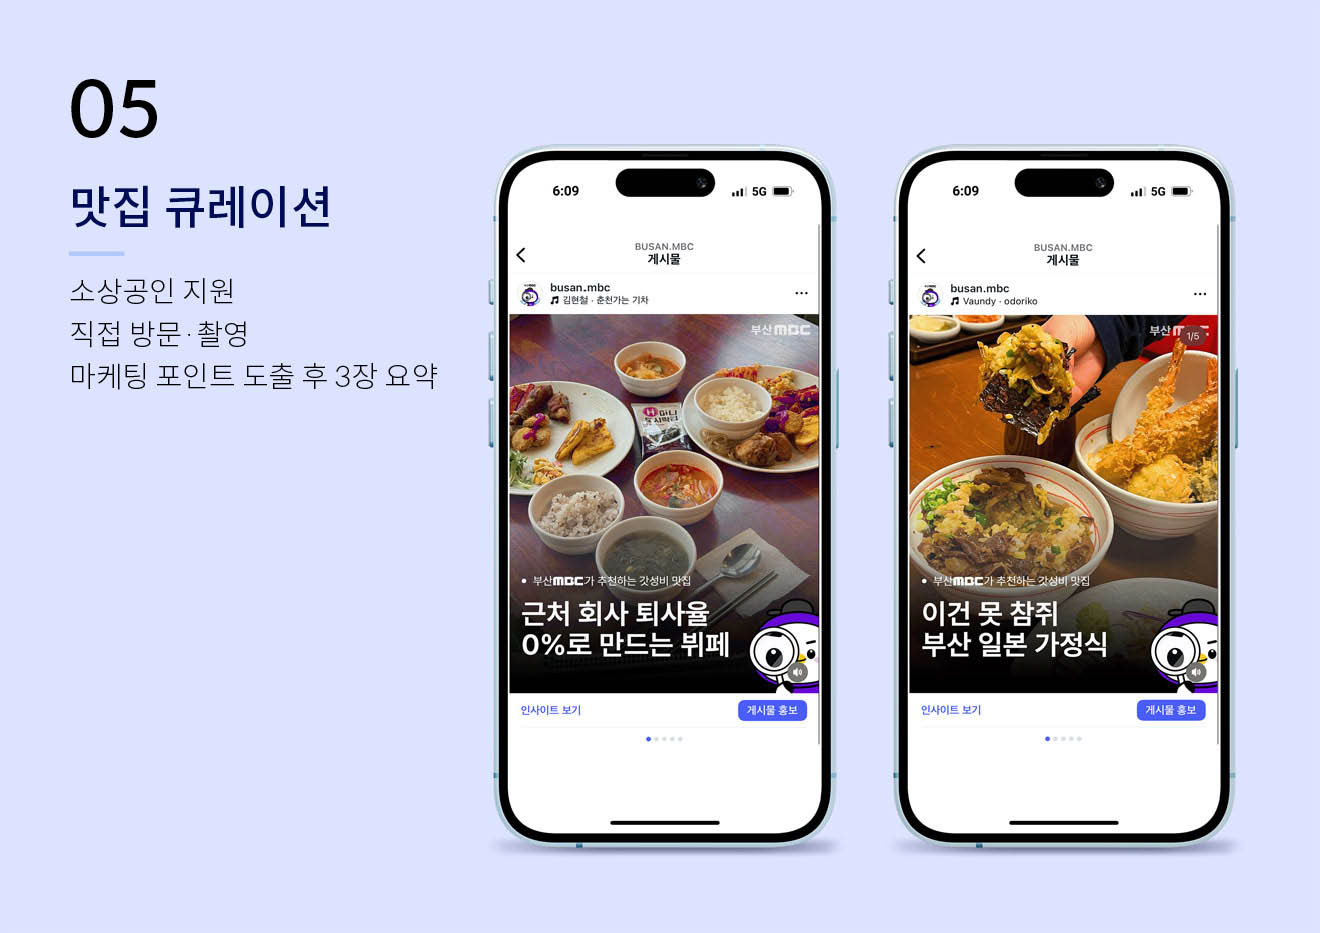 05
맛집 큐레이션
소상공인 지원
직접 방문·촬영
마케팅 포인트 도출 후 3장 요약
6:09
5G
BUSAN.MBC
게시물
busan.mbc
김현철 · 춘천가는 기차
부산MBC
미니
부산MBC가 추천하는 갓성비 맛집
근처 회사 퇴사율
0%로 만드는 뷔페
인사이트 보기
게시물 홍보
6:09
5G
BUSAN.MBC
게시물
busan.mbc
Vaundy · odoriko
부산
1/5
부산MBC가 추천하는 갓성비 맛집
이건 못 참쥐
부산 일본 가정식
인사이트 보기
게시물 홍보